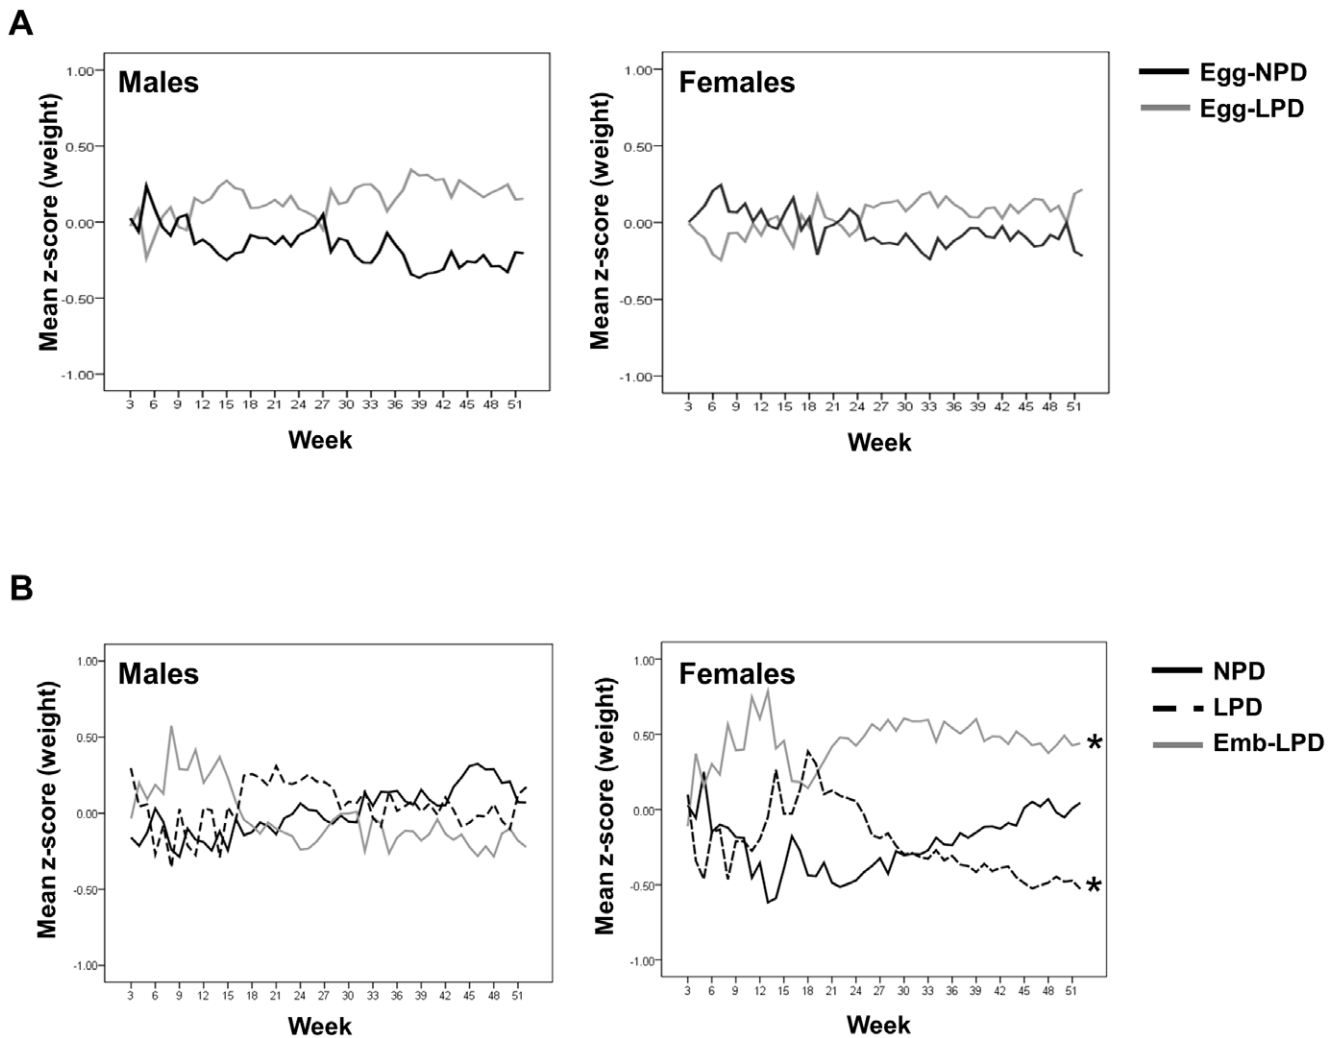 A
Males
Females
Egg-NPD
Egg-LPD
Mean z-score (weight)
1.00
0.50
0.00
-0.50
-1.00
3 6 9 12 15 18 21 24 27 30 33 36 39 42 45 48 51
Week
Mean z-score (weight)
1.00
0.50
0.00
-0.50
-1.00
3 6 9 12 15 18 21 24 27 30 33 36 39 42 45 48 51
Week
B
Males
Females
NPD
LPD
Emb-LPD
Mean z-score (weight)
1.00
0.50
0.00
-0.50
-1.00
3 6 9 12 15 18 21 24 27 30 33 36 39 42 45 48 51
Week
Mean z-score (weight)
1.00
0.50
0.00
-0.50
-1.00
*
*
3 6 9 12 15 18 21 24 27 30 33 36 39 42 45 48 51
Week